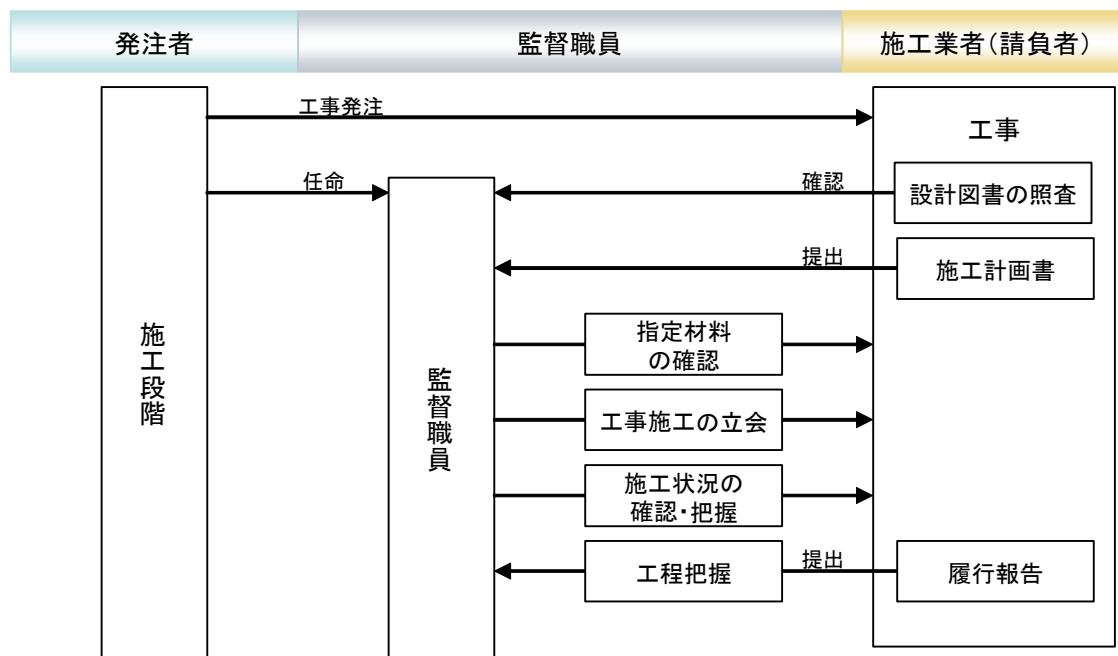 発注者
監督職員
施工業者(請負者)
工事発注
工事
任命
確認
設計図書の照査
提出
施工計画書
施工段階
監督職員
指定材料
の確認
工事施工の立会
施工状況の
確認・把握
工程把握
提出
履行報告